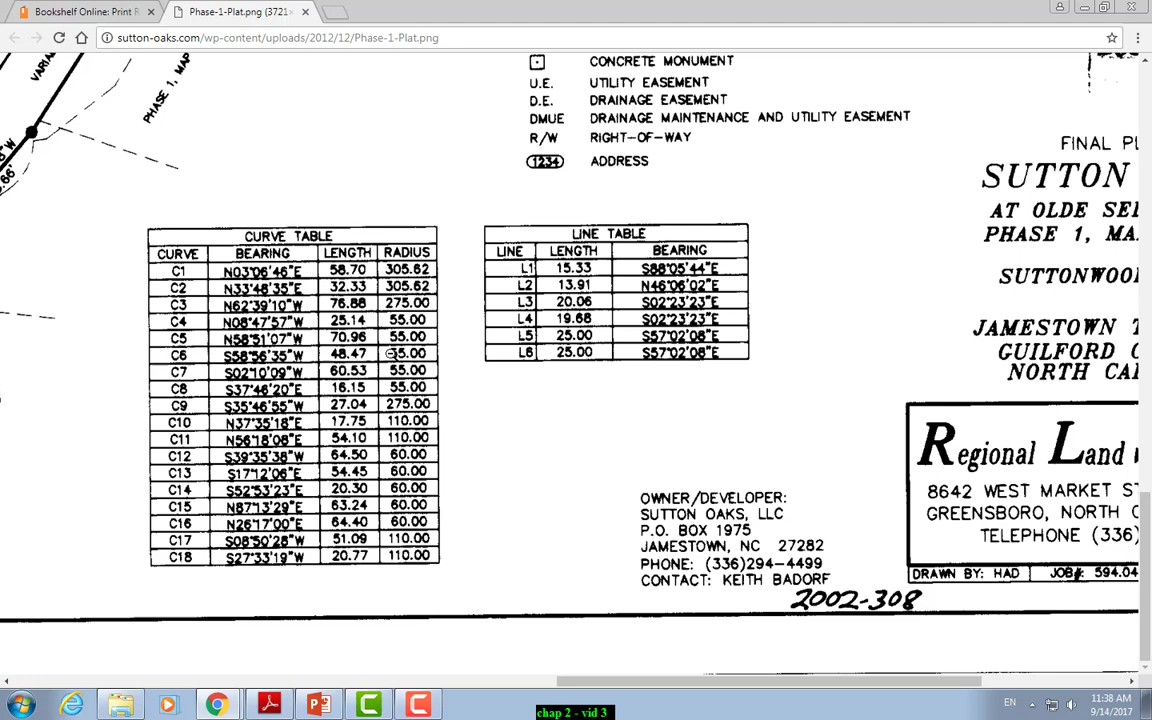 Bookshelf Online: Print
Phase-1-Plat.png (3721×
sutton-oaks.com/wp-content/uploads/2012/12/Phase-1-Plat.png
PHASE 1, MAP
CONCRETE MONUMENT
U.E. UTILITY EASEMENT
D.E. DRAINAGE EASEMENT
DMUE DRAINAGE MAINTENANCE AND UTILITY EASEMENT
R/W RIGHT-OF-WAY
1234 ADDRESS
FINAL
SUTTON
AT OLDE
PHASE 1,
JAMESTOWN
GUILFORD
NORTH
CURVE TABLE
CURVE BEARING LENGTH RADIUS
C1 N03°06'46"E 58.70 305.62
C2 N33°48'35"E 32.33 305.62
C3 N62°39'10"W 76.88 275.00
C4 N08°47'57"W 25.14 55.00
C5 N58°51'07"W 70.96 55.00
C6 S58°56'35"W 48.47 55.00
C7 S02°10'09"W 60.53 55.00
C8 S37°46'20"E 16.15 55.00
C9 S35°46'55"W 27.04 275.00
C10 N37°35'18"E 17.75 110.00
C11 N56°18'08"E 54.10 110.00
C12 S39°35'38"W 64.50 60.00
C13 S17°12'06"E 54.45 60.00
C14 S52°53'23"E 20.30 60.00
C15 N87°13'29"E 63.24 60.00
C16 N26°17'00"E 64.40 60.00
C17 S08°50'28"W 51.09 110.00
C18 S27°33'19"W 20.77 110.00
LINE TABLE
LINE LENGTH BEARING
L1 15.33 S88°05'44"E
L2 13.91 N46°06'02"E
L3 20.06 S02°23'23"E
L4 19.68 S02°23'23"E
L5 25.00 S57°02'08"E
L6 25.00 S57°02'08"E
Regional Land
8642 WEST MARKET
GREENSBORO, NORTH
TELEPHONE (336)
DRAWN BY: HAD JOB#: 594.04
OWNER/DEVELOPER:
SUTTON OAKS, LLC
P.O. BOX 1975
JAMESTOWN, NC 27282
PHONE: (336)294-4499
CONTACT: KEITH BADORF
2002-308
EN
11:38 AM
9/14/2017
chap 2 - vid 3